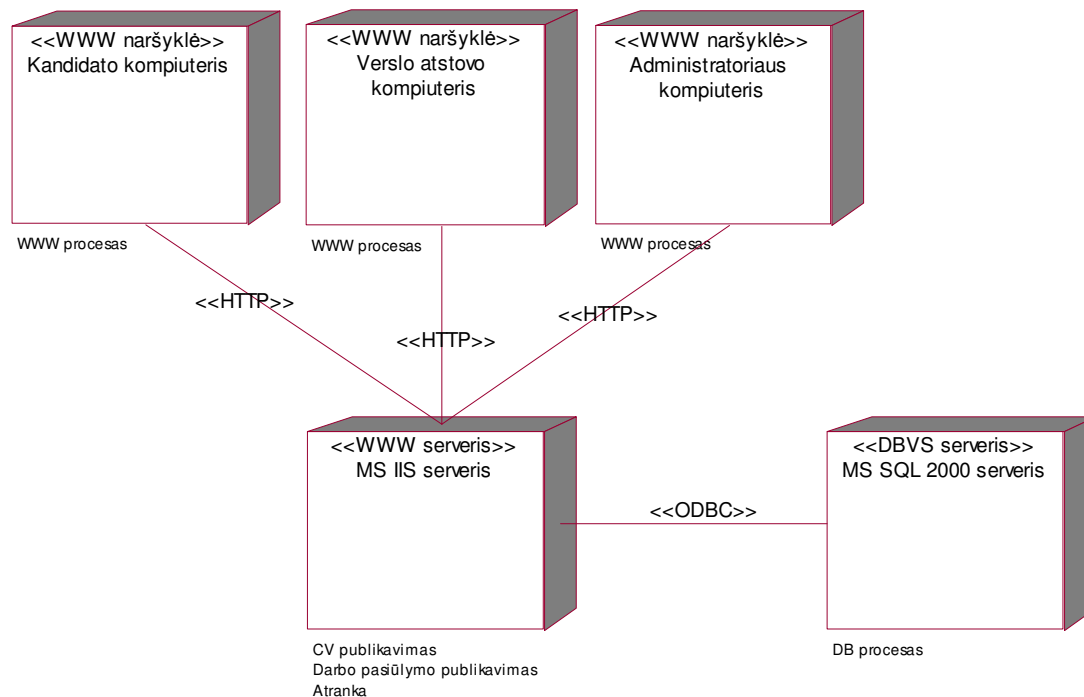 <<WWW naršyklė>>
Kandidato kompiuteris
<<WWW naršyklė>>
Verslo atstovo
kompiuteris
<<WWW naršyklė>>
Administratoriaus
kompiuteris
WWW procesas
WWW procesas
WWW procesas
<<HTTP>>
<<HTTP>>
<<HTTP>>
<<WWW serveris>>
MS IIS serveris
<<ODBC>>
<<DBVS serveris>>
MS SQL 2000 serveris
CV publikavimas
Darbo pasiūlymo publikavimas
Atranka
DB procesas